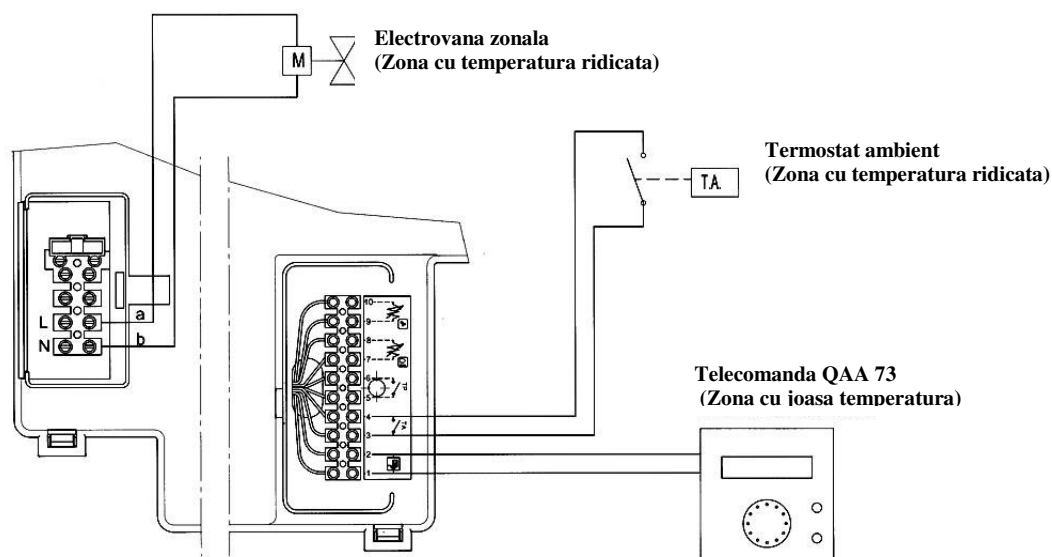 Electrovana zonala
(Zona cu temperatura ridicata)
M
Termostat ambient
(Zona cu temperatura ridicata)
T.A.
a
L
b
N
10
9
8
7
6
5
T.P.
4
T.A.
3
2
1
Telecomanda QAA 73
(Zona cu joasa temperatura)